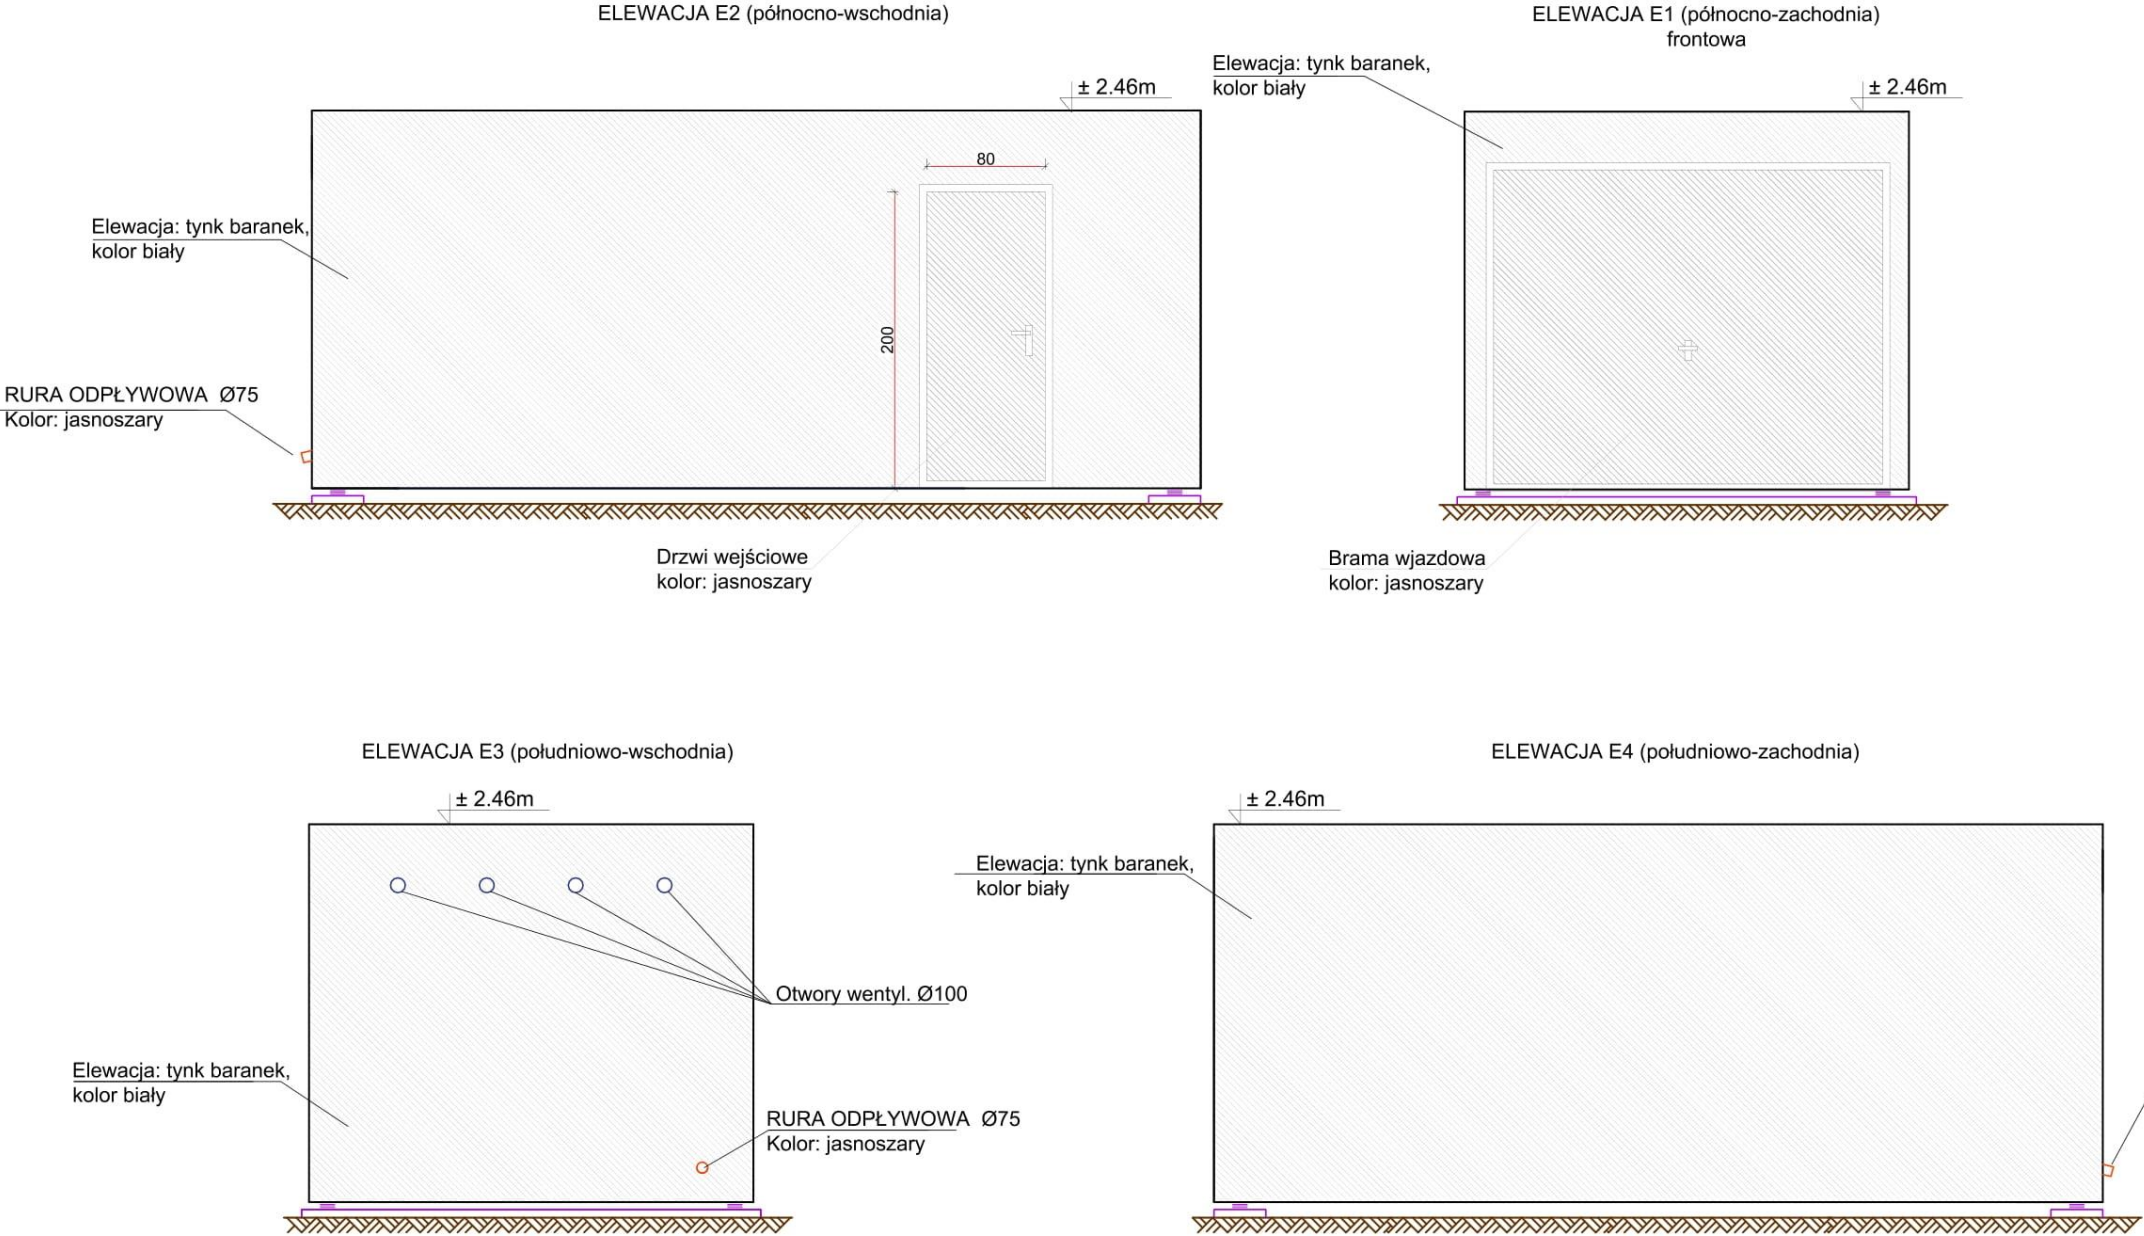 ELEWACJA E2 (północno-wschodnia)
± 2.46m
80
200
Elewacja: tynk baranek,
kolor biały
RURA ODPŁYWOWA Ø75
Kolor: jasnoszary
Drzwi wejściowe
kolor: jasnoszary
ELEWACJA E1 (północno-zachodnia)
frontowa
Elewacja: tynk baranek,
kolor biały
± 2.46m
Brama wjazdowa
kolor: jasnoszary
ELEWACJA E3 (południowo-wschodnia)
± 2.46m
Otwory wentyl. Ø100
Elewacja: tynk baranek,
kolor biały
RURA ODPŁYWOWA Ø75
Kolor: jasnoszary
ELEWACJA E4 (południowo-zachodnia)
± 2.46m
Elewacja: tynk baranek,
kolor biały